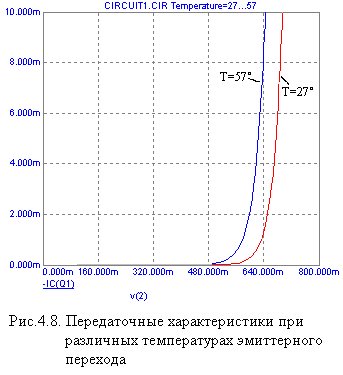 CIRCUIT1.CIR Temperature=27...57
10.000m
8.000m
T=57°
T=27°
6.000m
4.000m
2.000m
0.000m
0.000m 160.000m 320.000m 480.000m 640.000m 800.000m
-IC(Q1)
v(2)
Рис.4.8. Передаточные характеристики при
различных температурах эмиттерного
перехода